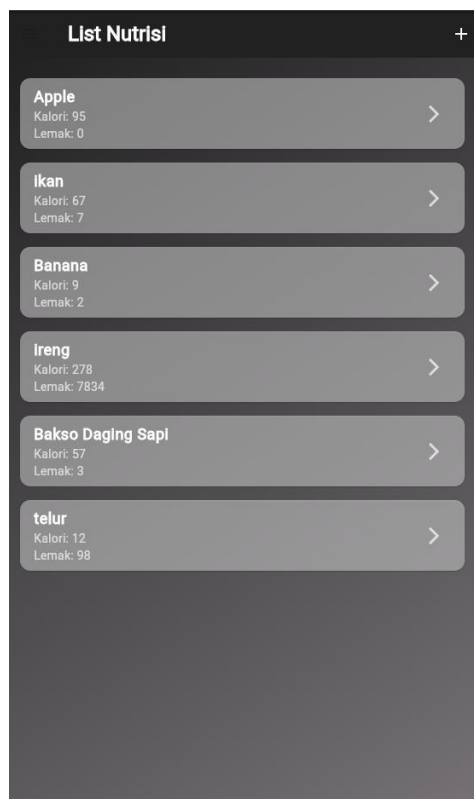 List Nutrisi
Apple
Kalori: 95
Lemak: 0
Ikan
Kalori: 67
Lemak: 7
Banana
Kalori: 9
Lemak: 2
Ireng
Kalori: 278
Lemak: 7834
Bakso Daging Sapi
Kalori: 57
Lemak: 3
telur
Kalori: 12
Lemak: 98